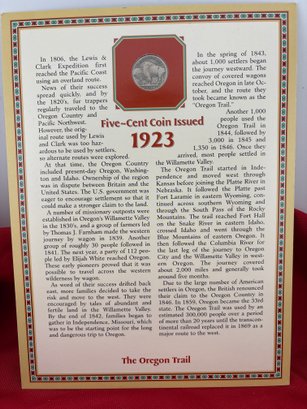 In 1806, the Lewis &
Clark Expedition first
reached the Pacific Coast
using an overland route.
News of their success
spread quickly, and by
the 1820's, fur trappers
regularly traveled to the
Oregon Country and
Pacific Northwest.
However, the orig-
inal route used by Lewis
and Clark was too haz-
ardous to be used by settlers,
so alternate routes were explored.
At that time, the Oregon Country
included present-day Oregon, Washing-
ton and Idaho. Ownership of the region
was in dispute between Britain and the
United States. The U.S. government was
eager to encourage settlement so that it
could make a stronger claim to the land.
A number of missionary outposts were
established in Oregon's Willamette Valley
in the 1830's, and a group of farmers led
by Thomas J. Farnham made the western
journey by wagon in 1839. Another
group of roughly 30 people followed in
1841. The next year, a party of 112 peo-
ple led by Elijah White reached Oregon.
These early pioneers proved that it was
possible to travel across the western
wilderness by wagon.
As word of their success drifted back
east, more families decided to take the
risk and move to the west. They were
encouraged by tales of abundant and
fertile land in the Willamette Valley.
By the end of 1842, families began to
gather in Independence, Missouri, which
was to be the starting point for the long
and dangerous trip to Oregon.
Five-Cent Coin Issued
1923
In the spring of 1843,
about 1,000 settlers began
the journey westward. The
convoy of covered wagons
reached Oregon in late Oc-
tober, and the route they
took became known as the
"Oregon Trail."
Another 1,000
people used the
Oregon Trail in
1844, followed by
3,000 in 1845 and
1,350 in 1846. Once they
arrived, most people settled in
the Willamette Valley.
The Oregon Trail started in Inde-
pendence and moved west through
Kansas before joining the Platte River in
Nebraska. It followed the Platte past
Fort Laramie in eastern Wyoming, con-
tinued across southern Wyoming and
through the South Pass of the Rocky
Mountains. The trail reached Fort Hall
on the Snake River in eastern Idaho,
crossed Idaho and went through the
Blue Mountains of eastern Oregon. It
then followed the Columbia River for
the last leg of the journey to Oregon
City and the Willamette Valley in west-
ern Oregon. The journey covered
about 2,000 miles and generally took
around five months.
Due to the large number of American
settlers in Oregon, the British renounced
their claim to the Oregon Country in
1846. In 1859, Oregon became the 33rd
state. The Oregon Trail was used by an
estimated 300,000 people over a period
of more than 20 years until the transcon-
tinental railroad replaced it in 1869 as a
major route to the west.
The Oregon Trail